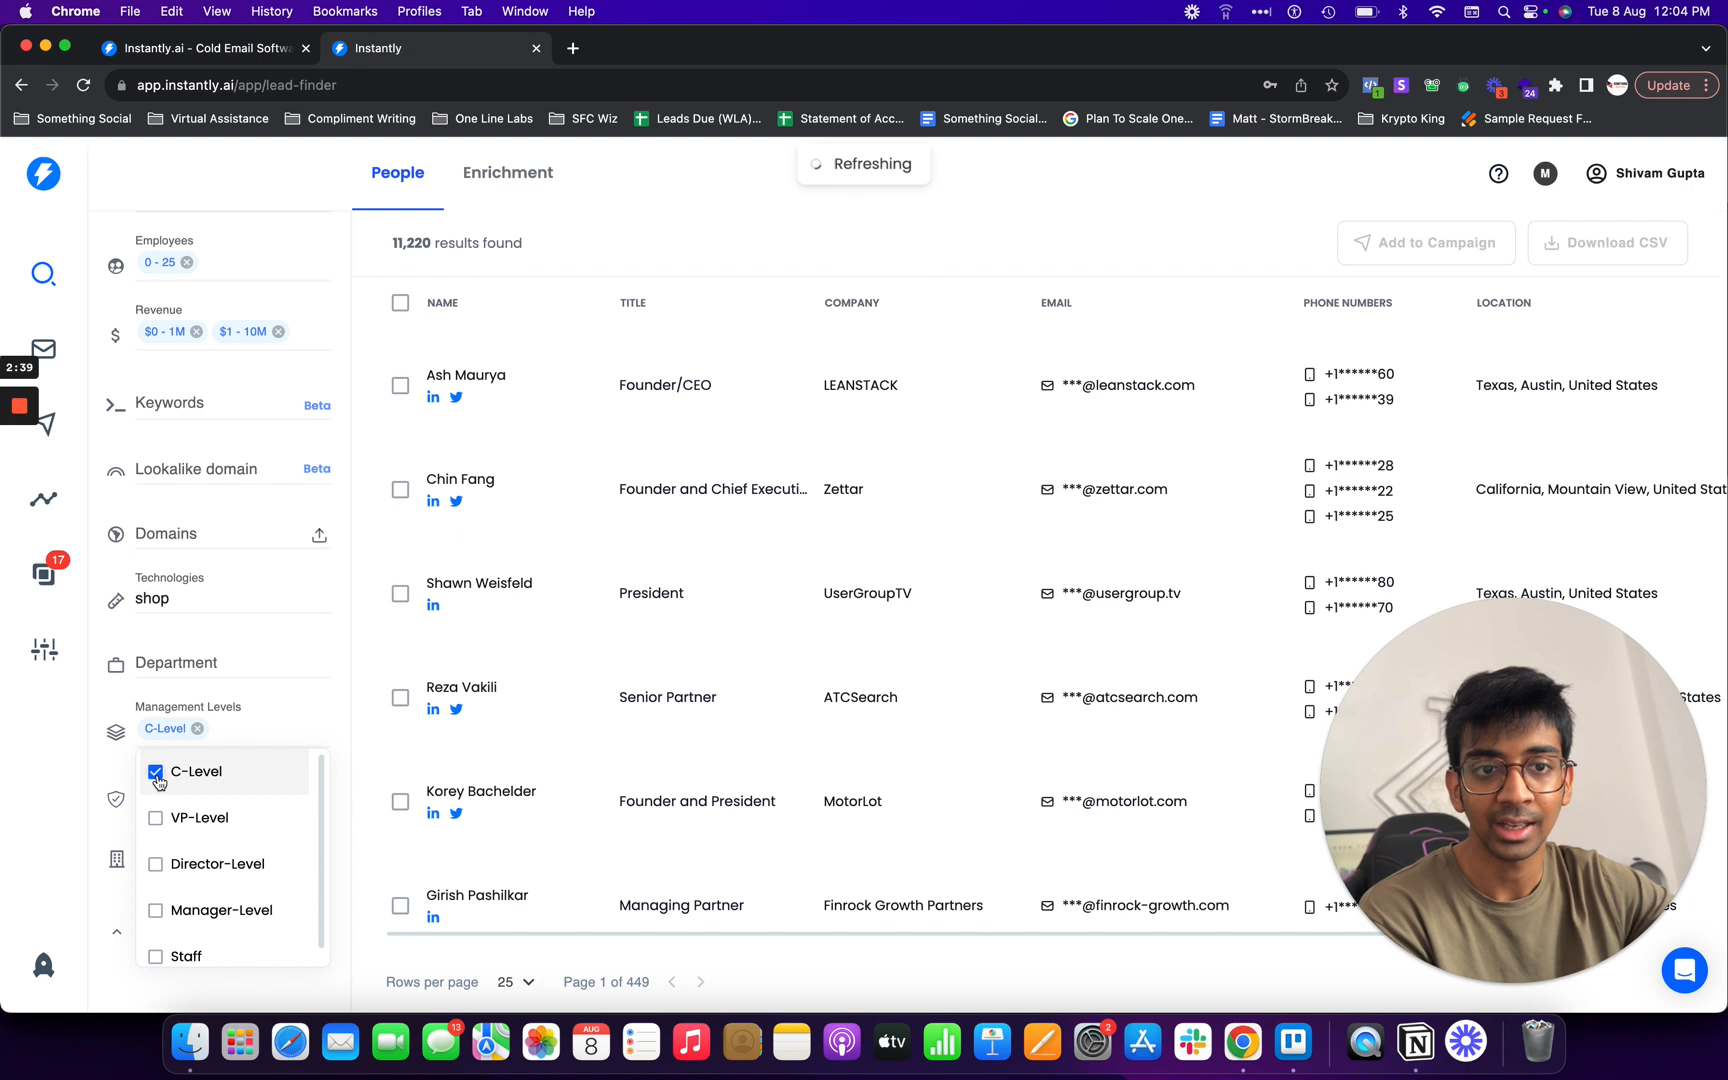 Chrome File Edit View History Bookmarks Profiles Tab Window Help
Tue 8 Aug 12:04 PM
Instantly.ai - Cold Email Softwa
Instantly
app.instantly.ai/app/lead-finder
1
3
24
Update
Something Social
Virtual Assistance
Compliment Writing
One Line Labs
SFC Wiz
Leads Due (WLA)...
Statement of Acc...
Something Social...
Plan To Scale One...
Matt - StormBreak...
Krypto King
Sample Request F...
People
Enrichment
Refreshing
M
Shivam Gupta
2:39
17
Employees
0 - 25
Revenue
$0 - 1M
$1 - 10M
Keywords
Beta
Lookalike domain
Beta
Domains
Technologies
shop
Department
Management Levels
C-Level
C-Level
VP-Level
Director-Level
Manager-Level
Staff
11,220 results found
Add to Campaign
Download CSV
NAME TITLE COMPANY EMAIL PHONE NUMBERS LOCATION
Ash Maurya
Founder/CEO
LEANSTACK
***@leanstack.com
+1******60
+1******39
Texas, Austin, United States
Chin Fang
Founder and Chief Executi...
Zettar
***@zettar.com
+1******28
+1******22
+1******25
California, Mountain View, United Stat
Shawn Weisfeld
President
UserGroupTV
***@usergroup.tv
+1******80
+1******70
Texas, Austin, United States
Reza Vakili
Senior Partner
ATCSearch
***@atcsearch.com
+1**
+1
States
Korey Bachelder
Founder and President
MotorLot
***@motorlot.com
Girish Pashilkar
Managing Partner
Finrock Growth Partners
***@finrock-growth.com
+1***
es
Rows per page 25
Page 1 of 449
13
AUG
8
tv
2